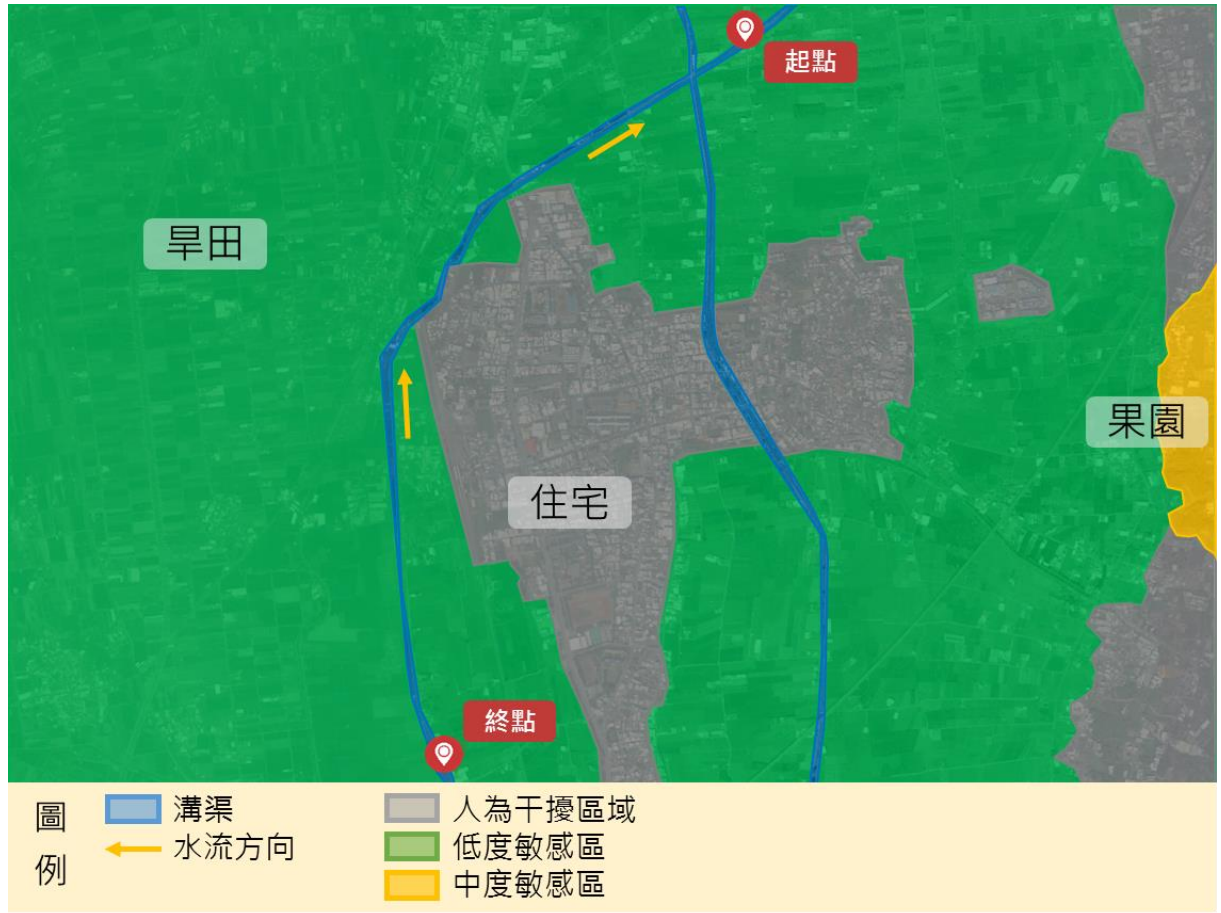 起點
旱田
果園
住宅
終點
圖例
溝渠
水流方向
人為干擾區域
低度敏感區
中度敏感區